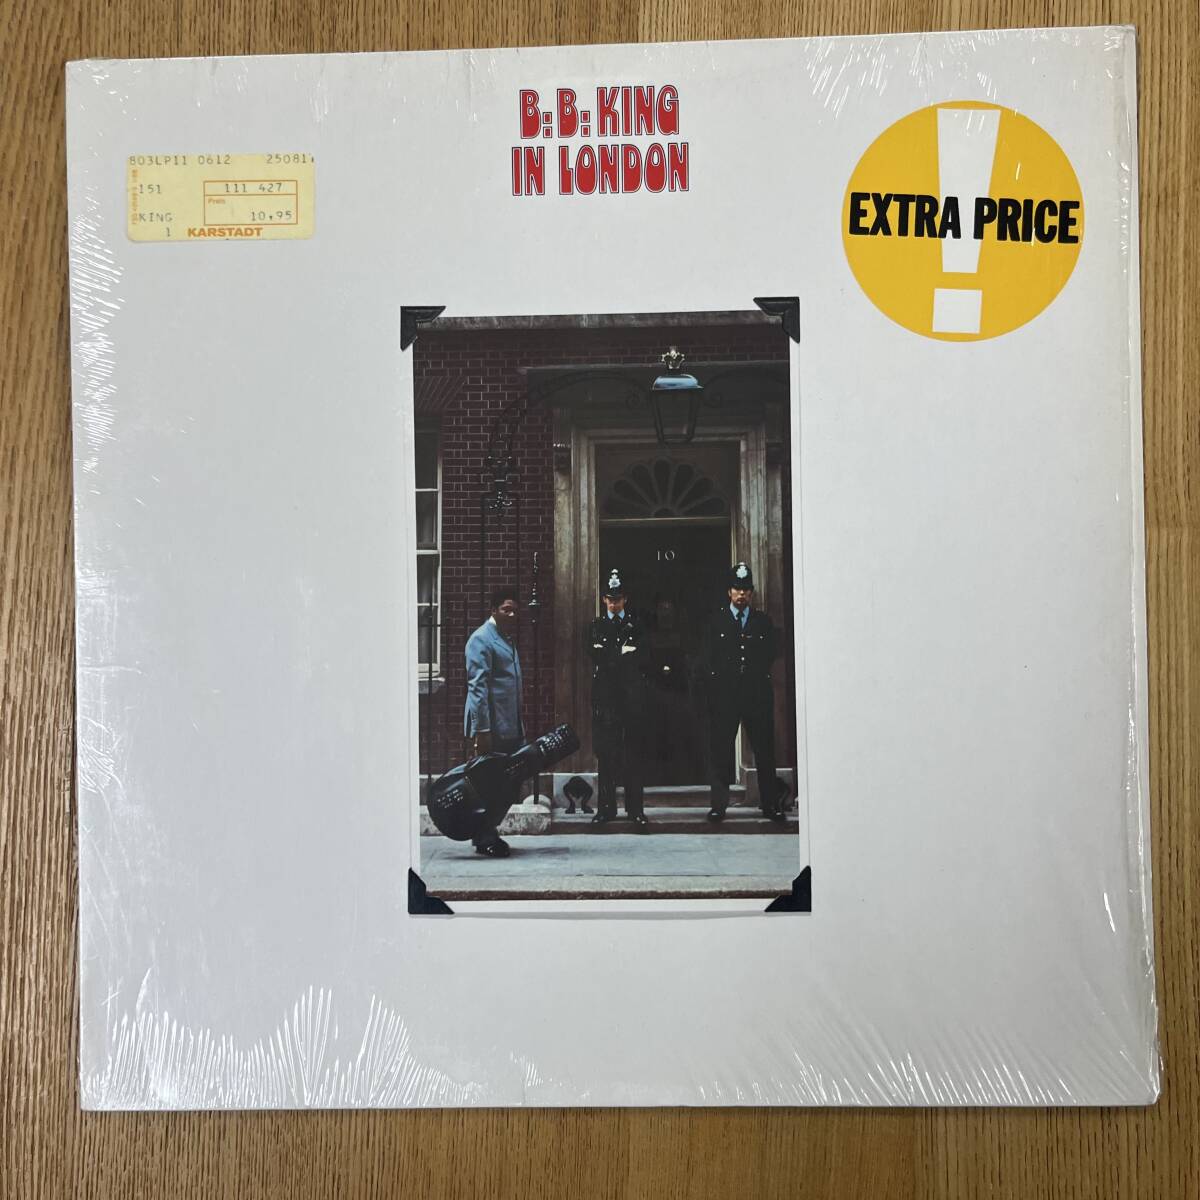 B.B. KING
IN LONDON
803LP11 0612 25081
151 111 427
Preis
KING 10,95
1 KARSTADT
EXTRA PRICE
!
10